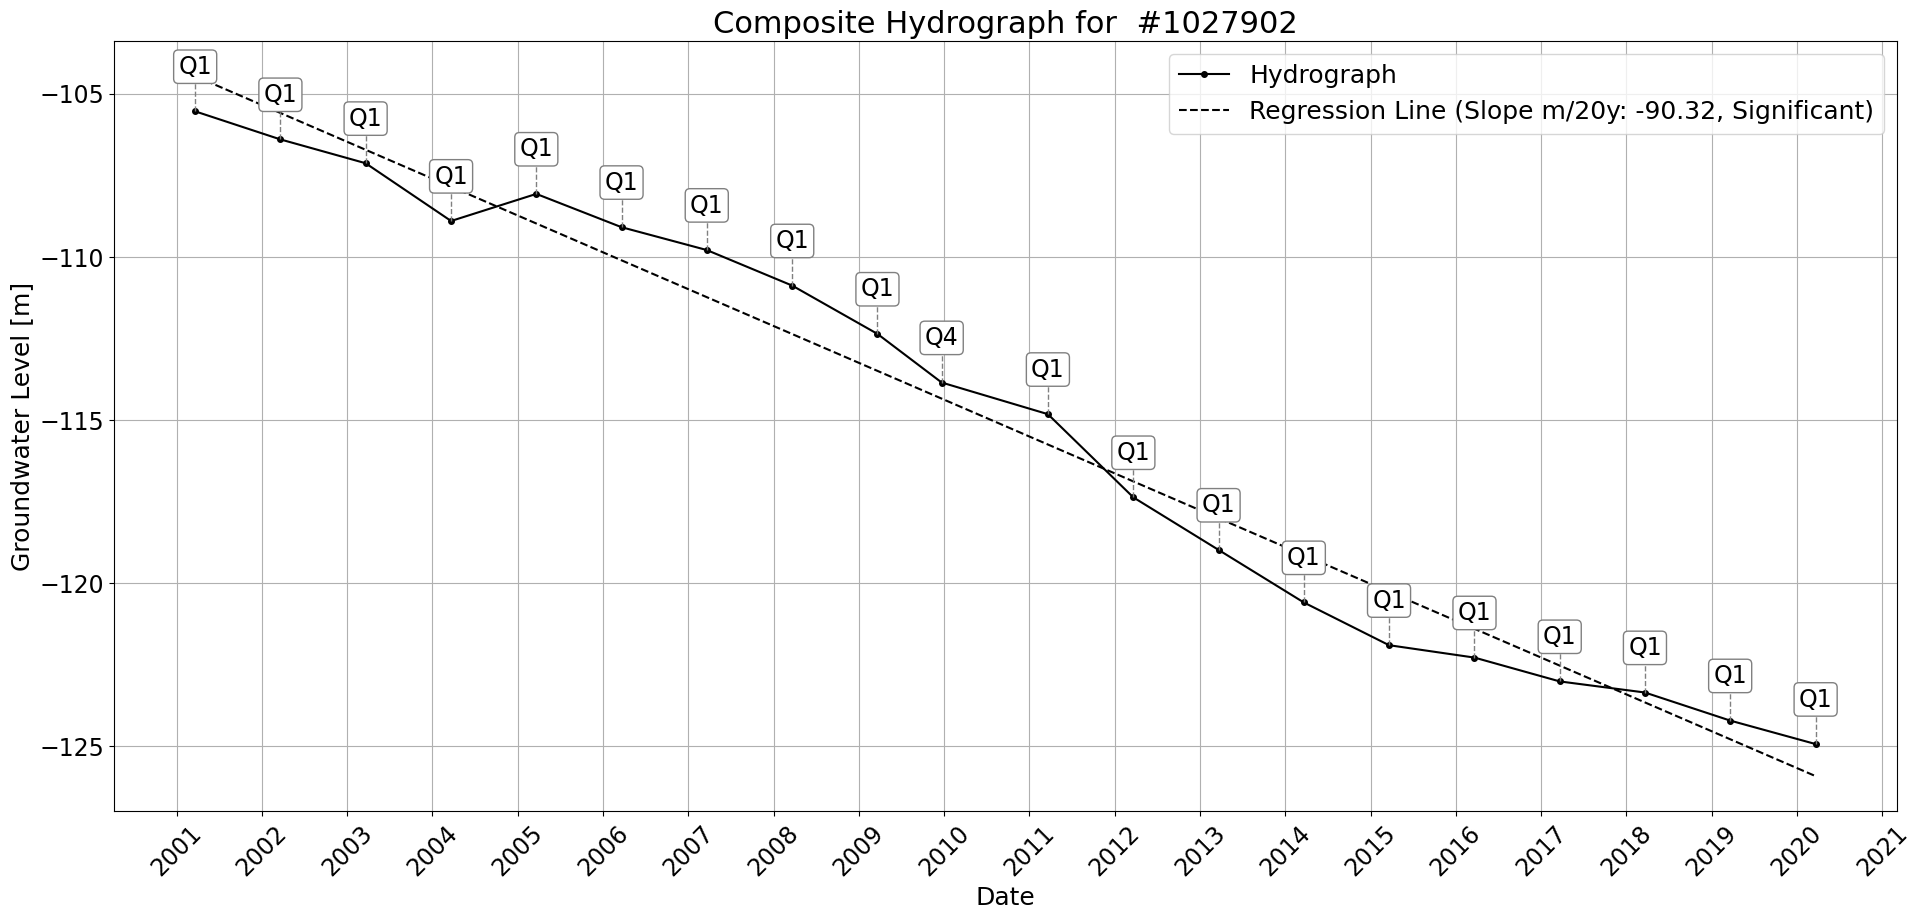 Composite Hydrograph for  #1027902
Hydrograph
Regression Line (Slope m/20y: -90.32, Significant)
Q1
Q1
Q1
Q1
Q1
Q1
Q1
Q1
Q1
Q4
Q1
Q1
Q1
Q1
Q1
Q1
Q1
Q1
Q1
Q1
Groundwater Level [m]
−105
−110
−115
−120
−125
2001
2002
2003
2004
2005
2006
2007
2008
2009
2010
2011
2012
2013
2014
2015
2016
2017
2018
2019
2020
2021
Date